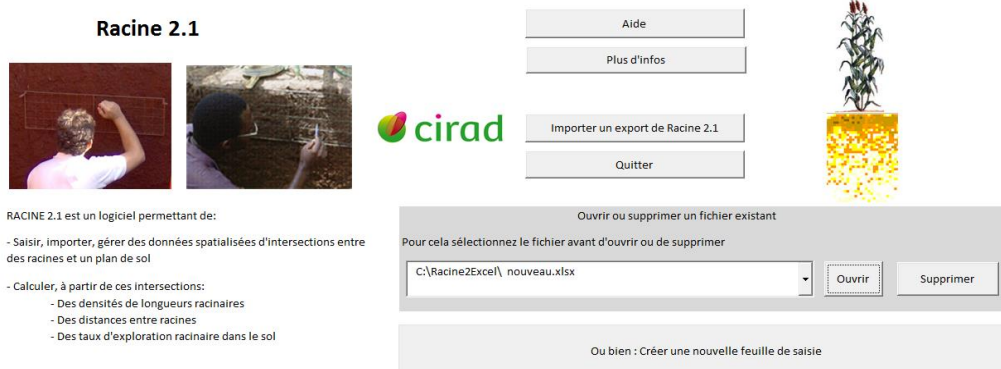 Racine 2.1
Aide
Plus d'infos
cirad
Importer un export de Racine 2.1
Quitter
RACINE 2.1 est un logiciel permettant de:
- Saisir, importer, gérer des données spatialisées d'intersections entre
des racines et un plan de sol
- Calculer, à partir de ces intersections:
- Des densités de longueurs racinaires
- Des distances entre racines
- Des taux d'exploration racinaire dans le sol
Ouvrir ou supprimer un fichier existant
Pour cela sélectionnez le fichier avant d'ouvrir ou de supprimer
C:\Racine2Excel\ nouveau.xlsx
Ouvrir
Supprimer
Ou bien : Créer une nouvelle feuille de saisie